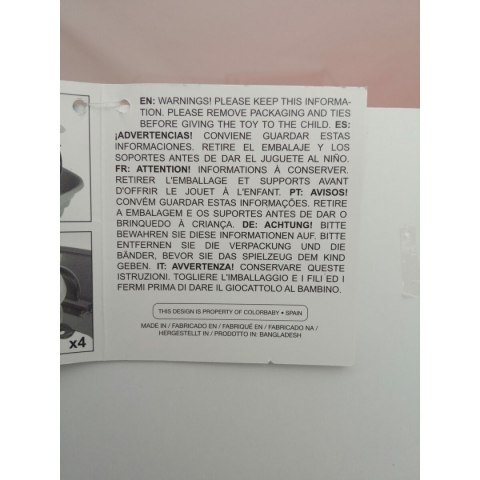 EN: WARNINGS! PLEASE KEEP THIS INFORMA-
TION. PLEASE REMOVE PACKAGING AND TIES
BEFORE GIVING THE TOY TO THE CHILD. ES:
¡ADVERTENCIAS! CONVIENE GUARDAR ESTAS
INFORMACIONES. RETIRE EL EMBALAJE Y LOS
SOPORTES ANTES DE DAR EL JUGUETE AL NIÑO.
FR: ATTENTION! INFORMATIONS À CONSERVER.
RETIRER L'EMBALLAGE ET SUPPORTS AVANT
D'OFFRIR LE JOUET À L'ENFANT. PT: AVISOS!
CONVÉM GUARDAR ESTAS INFORMAÇÕES. RETIRE
A EMBALAGEM E OS SUPORTES ANTES DE DAR O
BRINQUEDO À CRIANÇA. DE: ACHTUNG! BITTE
BEWAHREN SIE DIESE INFORMATIONEN AUF. BITTE
ENTFERNEN SIE DIE VERPACKUNG UND DIE
BÄNDER, BEVOR SIE DAS SPIELZEUG DEM KIND
GEBEN. IT: AVVERTENZA! CONSERVARE QUESTE
ISTRUZIONI. TOGLIERE L'IMBALLAGGIO E I FILI ED I
FERMI PRIMA DI DARE IL GIOCATTOLO AL BAMBINO.
THIS DESIGN IS PROPERTY OF COLORBABY • SPAIN
MADE IN / FABRICADO EN / FABRIQUÉ EN / FABRICADO NA /
HERGESTELLT IN / PRODOTTO IN: BANGLADESH
x4